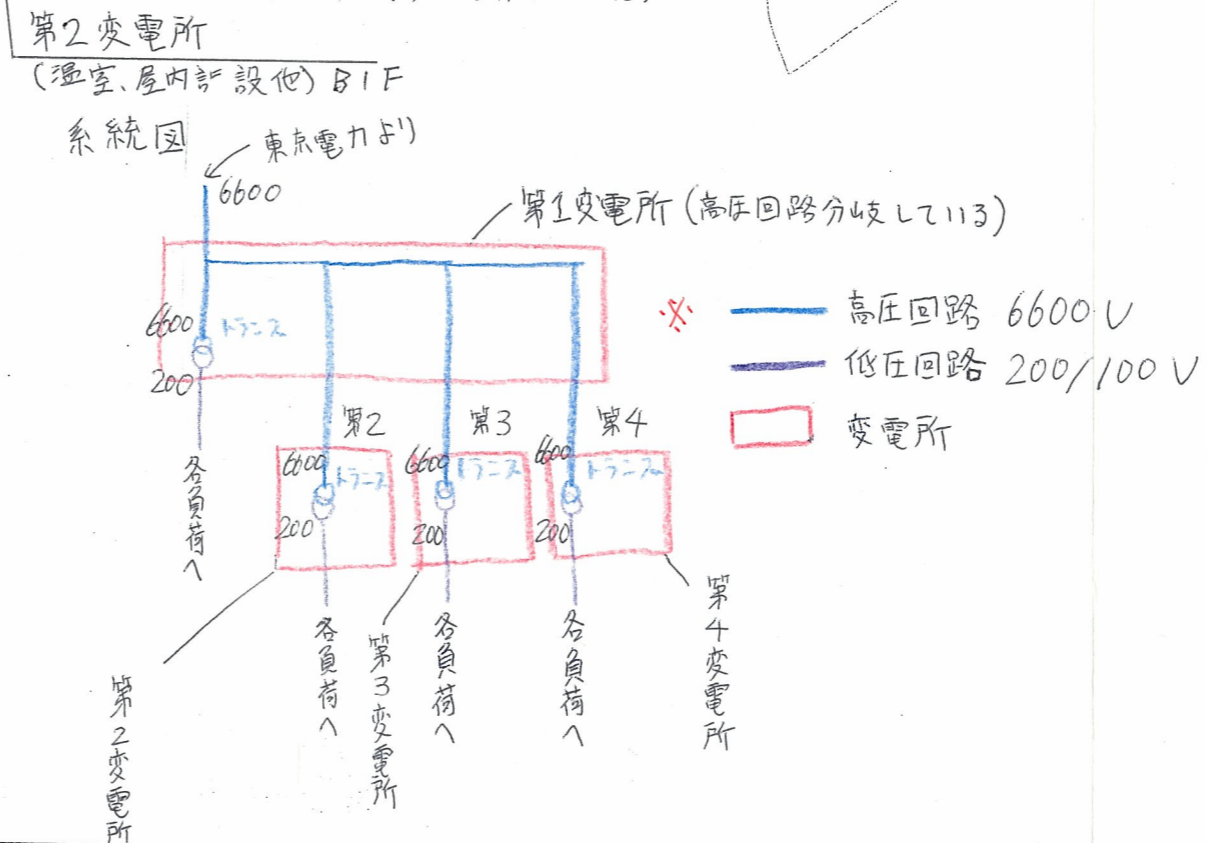 第2変電所
(温室、屋内計設他) B1F
系統図
東京電力より
6600
第1変電所(高圧回路分岐している)
6600
トランス
200
各負荷へ
※
高圧回路 6600V
低圧回路 200/100V
変電所
第2
第3
第4
6600
トランス
200
6600
トランス
200
6600
トランス
200
各負荷へ
各負荷へ
各負荷へ
第2変電所
第3変電所
第4変電所